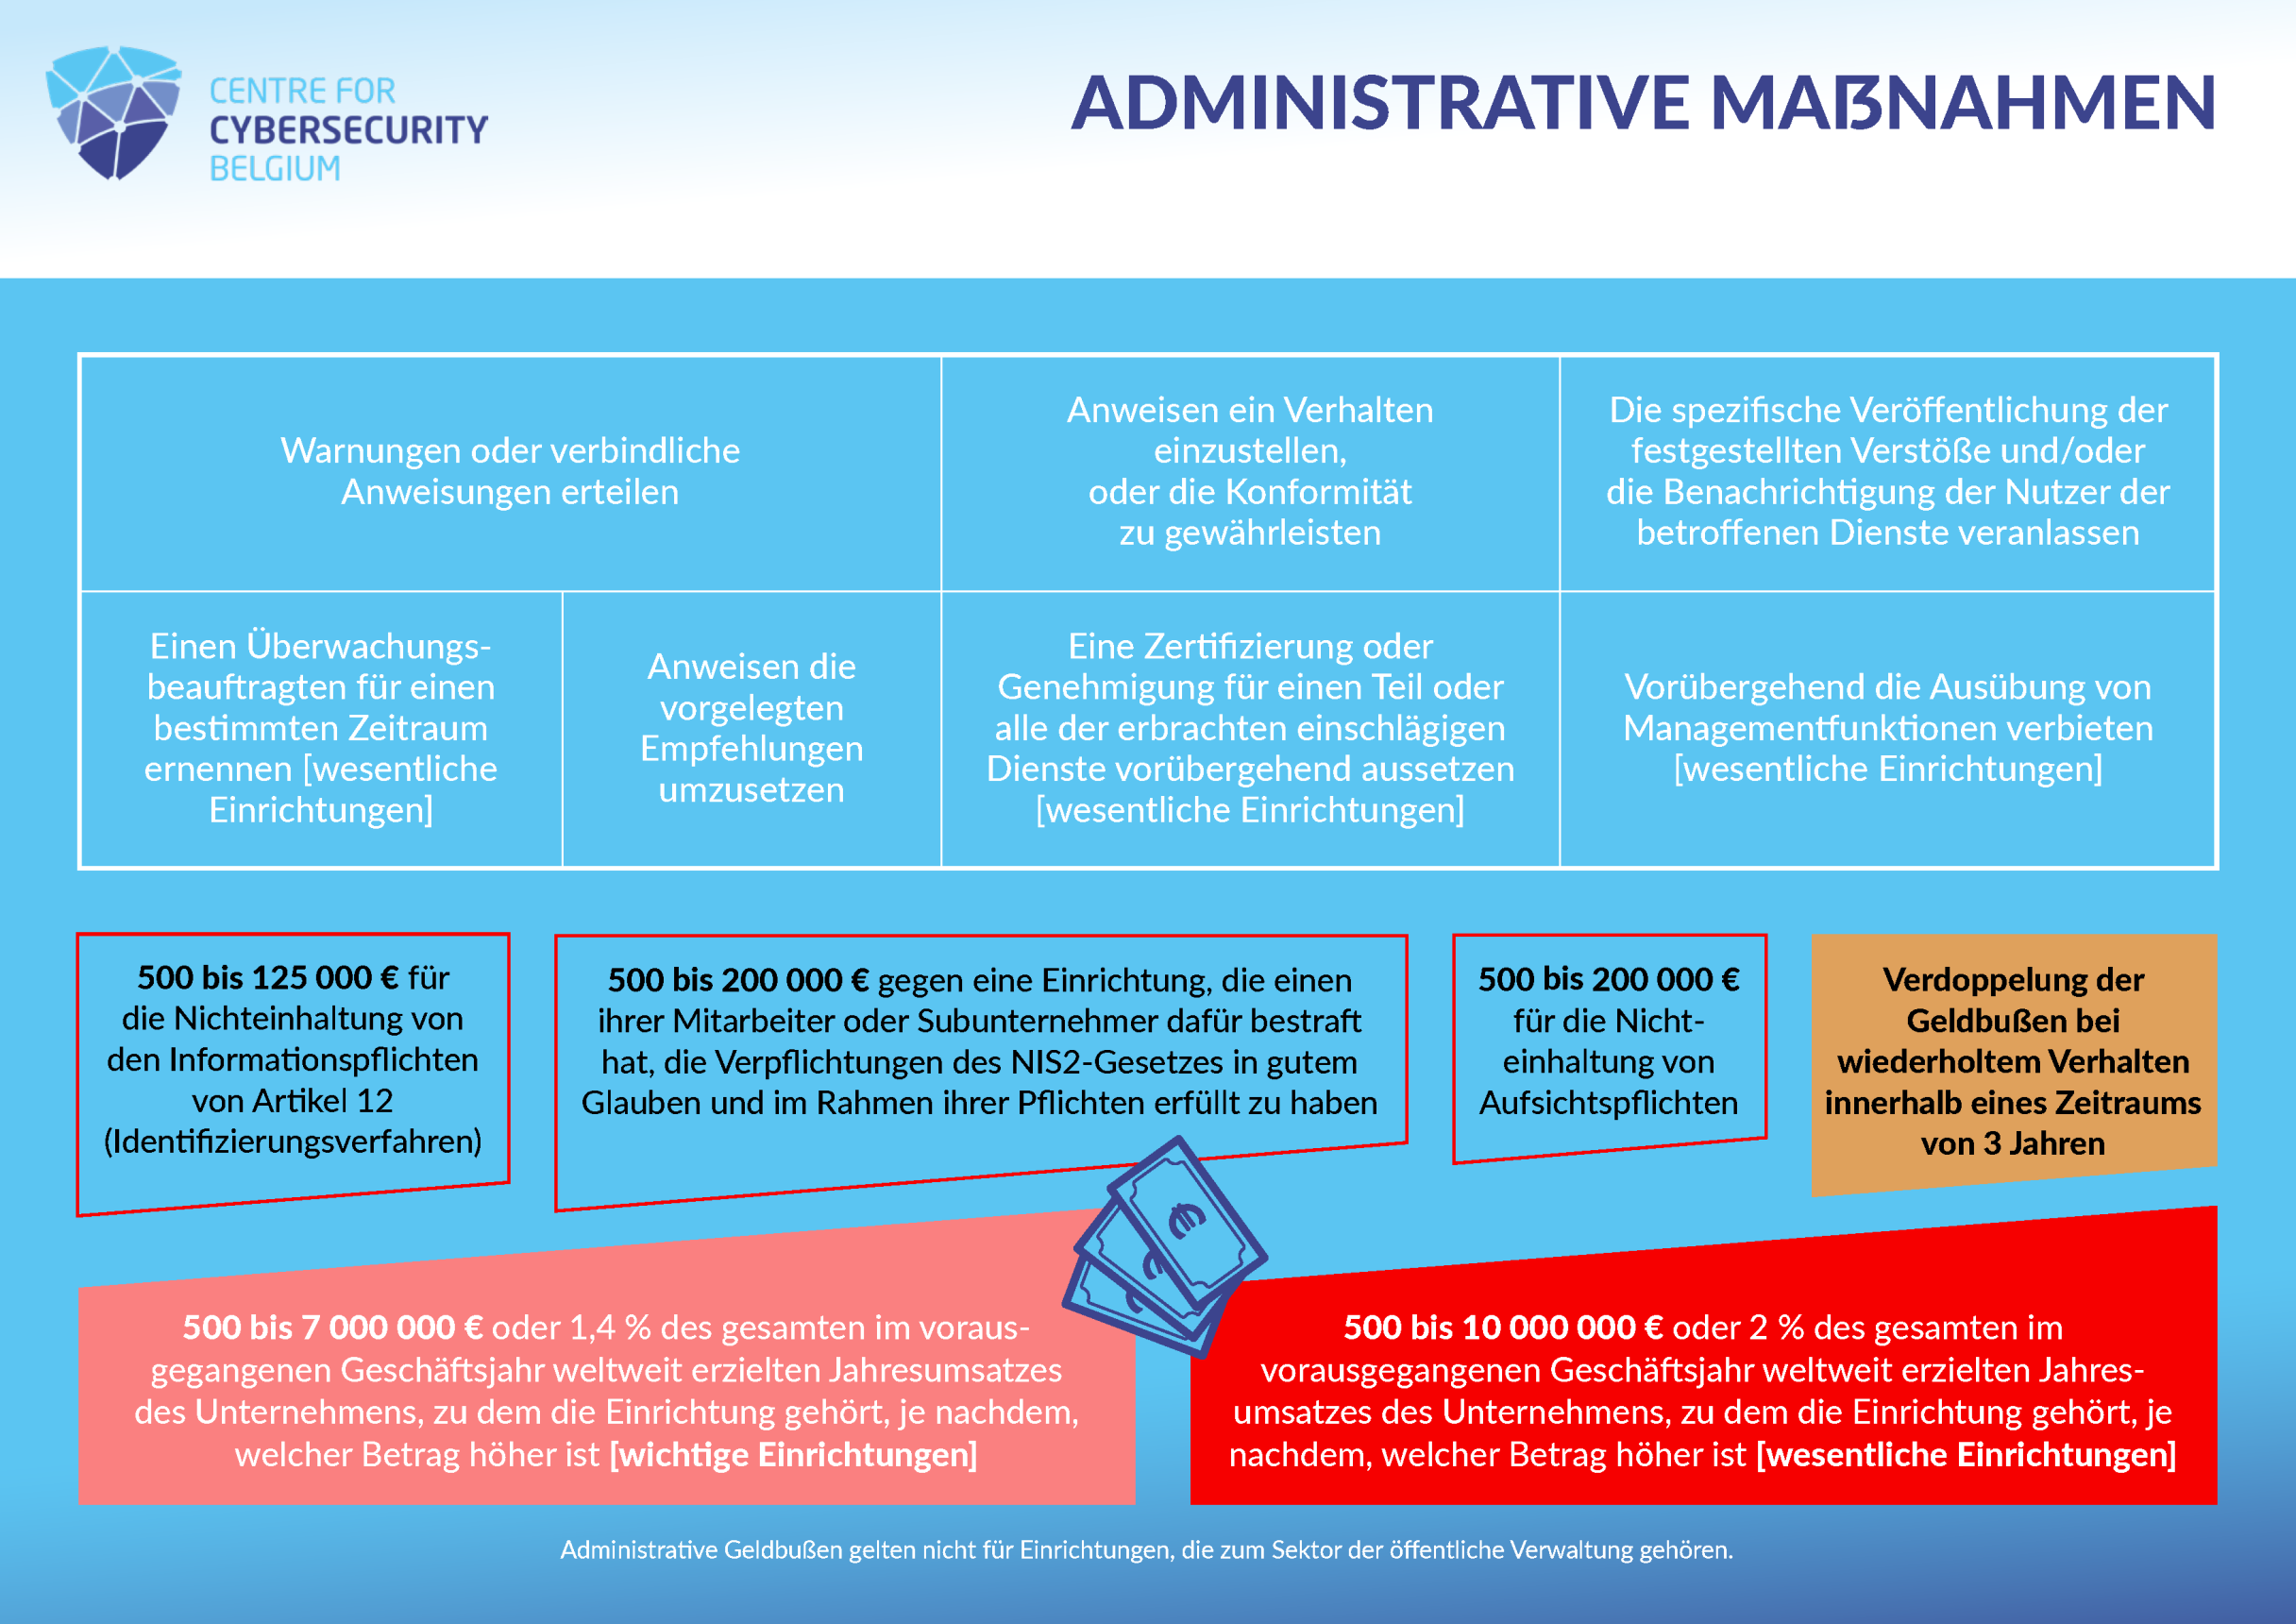 CENTRE FOR
CYBERSECURITY
BELGIUM
ADMINISTRATIVE MAẞNAHMEN
Warnungen oder verbindliche
Anweisungen erteilen
Anweisen ein Verhalten
einzustellen,
oder die Konformität
zu gewährleisten
Die spezifische Veröffentlichung der
festgestellten Verstöße und/oder
die Benachrichtigung der Nutzer der
betroffenen Dienste veranlassen
Einen Überwachungs-
beauftragten für einen
bestimmten Zeitraum
ernennen [wesentliche
Einrichtungen]
Anweisen die
vorgelegten
Empfehlungen
umzusetzen
Eine Zertifizierung oder
Genehmigung für einen Teil oder
alle der erbrachten einschlägigen
Dienste vorübergehend aussetzen
[wesentliche Einrichtungen]
Vorübergehend die Ausübung von
Managementfunktionen verbieten
[wesentliche Einrichtungen]
500 bis 125 000 € für
die Nichteinhaltung von
den Informationspflichten
von Artikel 12
(Identifizierungsverfahren)
500 bis 200 000 € gegen eine Einrichtung, die einen
ihrer Mitarbeiter oder Subunternehmer dafür bestraft
hat, die Verpflichtungen des NIS2-Gesetzes in gutem
Glauben und im Rahmen ihrer Pflichten erfüllt zu haben
500 bis 200 000 €
für die Nicht-
einhaltung von
Aufsichtspflichten
Verdoppelung der
Geldbußen bei
wiederholtem Verhalten
innerhalb eines Zeitraums
von 3 Jahren
€
€
€
500 bis 7 000 000 € oder 1,4 % des gesamten im voraus-
gegangenen Geschäftsjahr weltweit erzielten Jahresumsatzes
des Unternehmens, zu dem die Einrichtung gehört, je nachdem,
welcher Betrag höher ist [wichtige Einrichtungen]
500 bis 10 000 000 € oder 2 % des gesamten im
vorausgegangenen Geschäftsjahr weltweit erzielten Jahres-
umsatzes des Unternehmens, zu dem die Einrichtung gehört, je
nachdem, welcher Betrag höher ist [wesentliche Einrichtungen]
Administrative Geldbußen gelten nicht für Einrichtungen, die zum Sektor der öffentliche Verwaltung gehören.